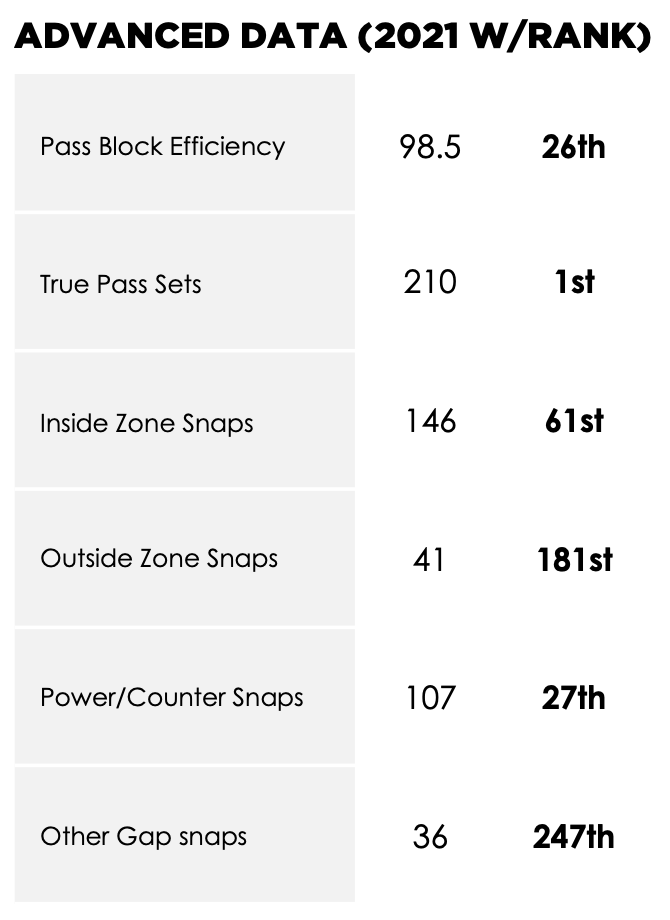 ADVANCED DATA (2021 W/RANK)
Pass Block Efficiency 98.5 26th
True Pass Sets 210 1st
Inside Zone Snaps 146 61st
Outside Zone Snaps 41 181st
Power/Counter Snaps 107 27th
Other Gap snaps 36 247th